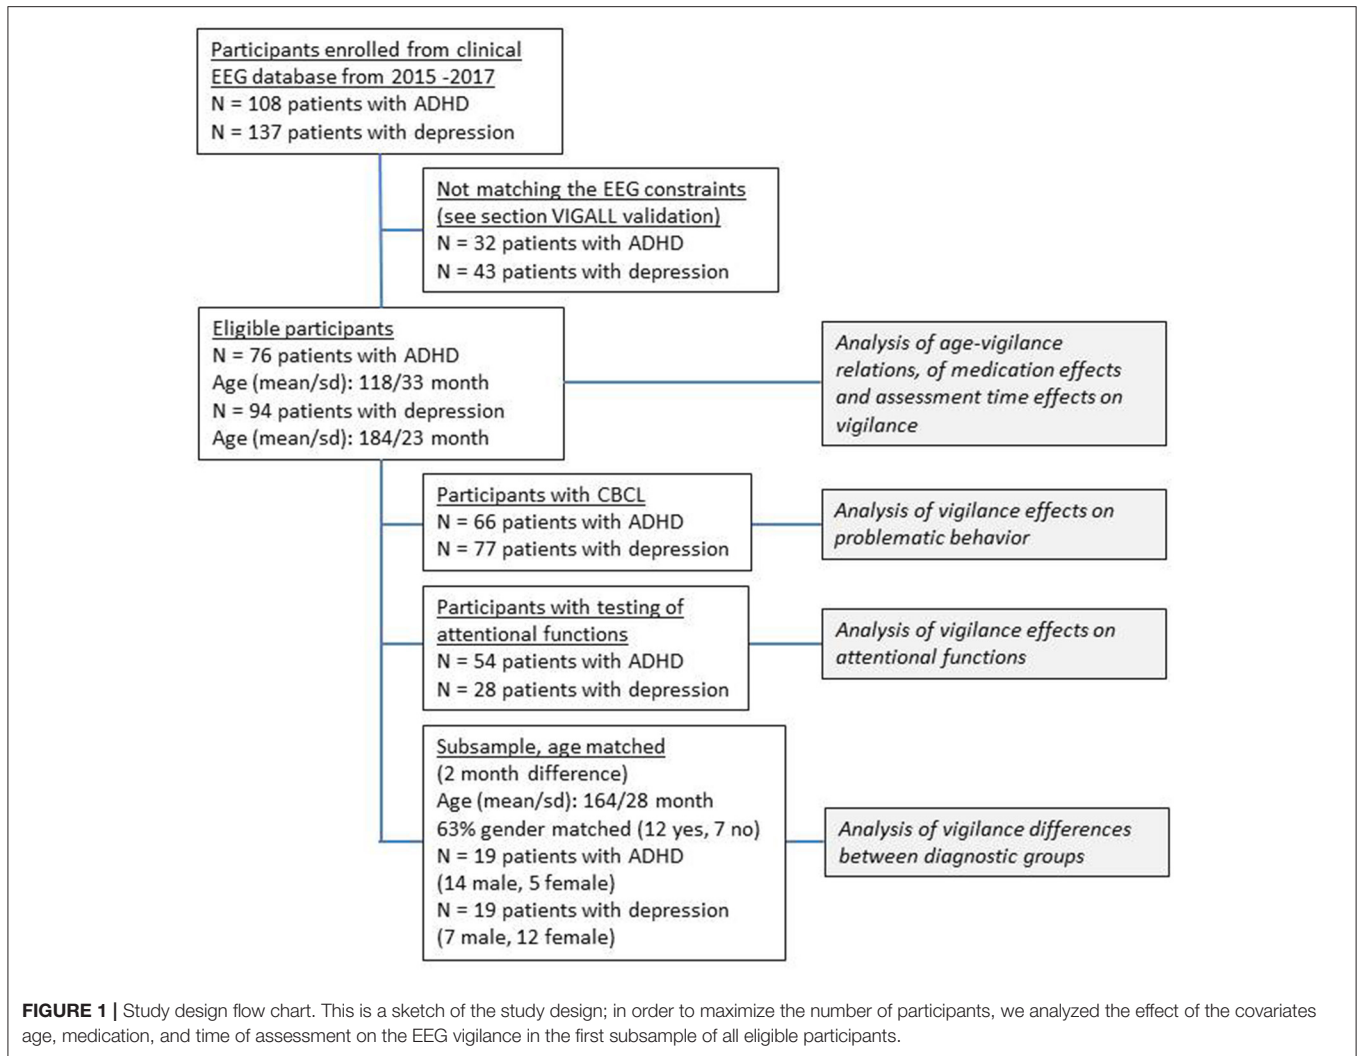 Participants enrolled from clinical
EEG database from 2015 -2017
N = 108 patients with ADHD
N = 137 patients with depression
Not matching the EEG constraints
(see section VIGALL validation)
N = 32 patients with ADHD
N = 43 patients with depression
Eligible participants
N = 76 patients with ADHD
Age (mean/sd): 118/33 month
N = 94 patients with depression
Age (mean/sd): 184/23 month
Analysis of age-vigilance
relations, of medication effects
and assessment time effects on
vigilance
Participants with CBCL
N = 66 patients with ADHD
N = 77 patients with depression
Analysis of vigilance effects on
problematic behavior
Participants with testing of
attentional functions
N = 54 patients with ADHD
N = 28 patients with depression
Analysis of vigilance effects on
attentional functions
Subsample, age matched
(2 month difference)
Age (mean/sd): 164/28 month
63% gender matched (12 yes, 7 no)
N = 19 patients with ADHD
(14 male, 5 female)
N = 19 patients with depression
(7 male, 12 female)
Analysis of vigilance differences
between diagnostic groups
FIGURE 1 | Study design flow chart. This is a sketch of the study design; in order to maximize the number of participants, we analyzed the effect of the covariates
age, medication, and time of assessment on the EEG vigilance in the first subsample of all eligible participants.